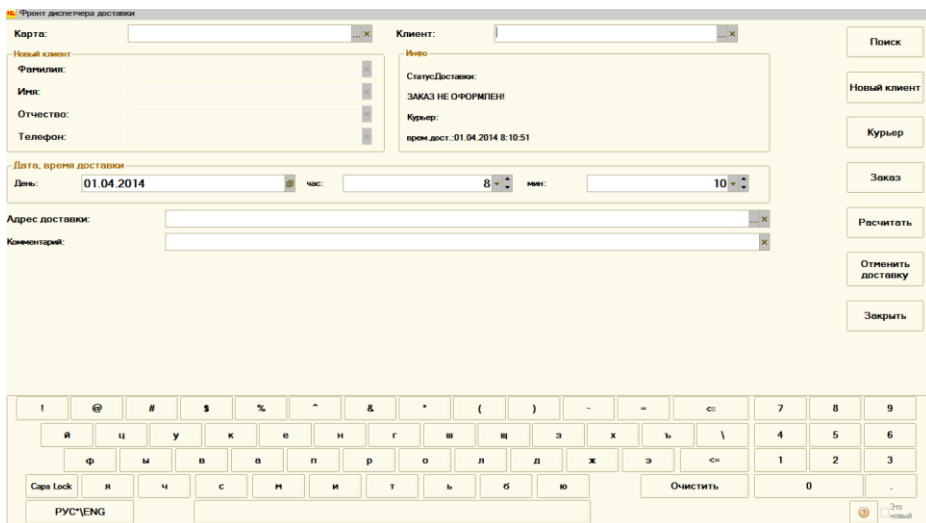 1С Фронт диспетчера доставки
Карта: ... × Клиент: ... × Поиск
Новый клиент Инфо
Фамилия: ×
СтатусДоставки:
Имя: × Новый клиент
ЗАКАЗ НЕ ОФОРМЛЕН!
Отчество: ×
Курьер:
Телефон: × Курьер
врем.дост.:01.04.2014 8:10:51
Дата, время доставки
День: 01.04.2014 час: 8 мин: 10 Заказ
Адрес доставки: ... × Расчитать
Комментарий: ×
Отменить
доставку
Закрыть
! @ # $ % ^ & * ( ) - = <= 7 8 9
й ц у к е н г ш щ з х ъ \ 4 5 6
ф ы в а п р о л д ж э <= 1 2 3
Caps Lock я ч с м и т ь б ю Очистить 0 .
РУС*\ENG ? Это
новый